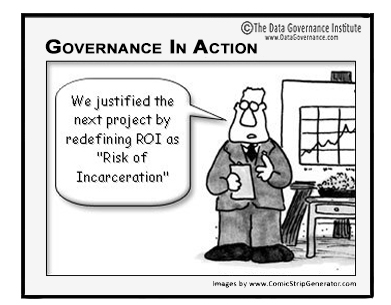 ©The Data Governance Institute
www.DataGovernance.com
GOVERNANCE IN ACTION
We justified the
next project by
redefining ROI as
"Risk of
Incarceration"
Images by www.ComicStripGenerator.com